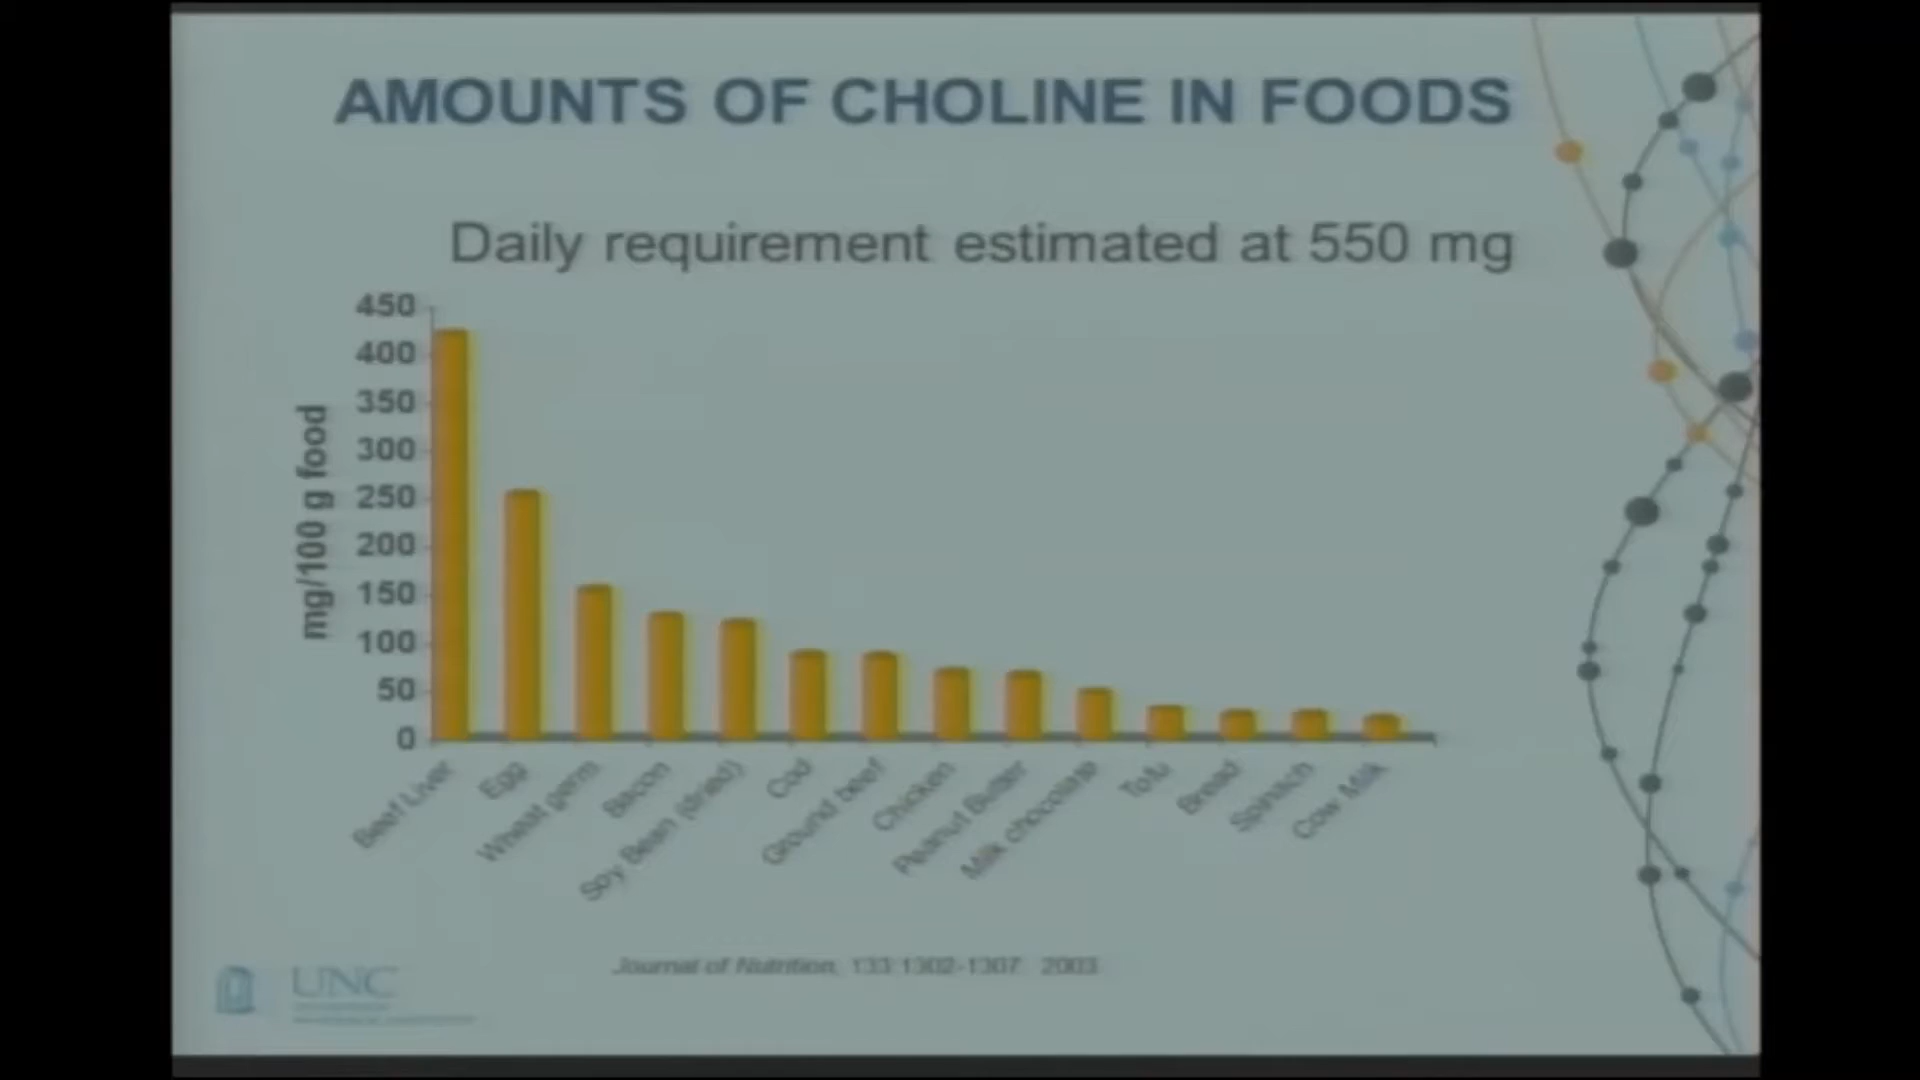 AMOUNTS OF CHOLINE IN FOODS
Daily requirement estimated at 550 mg
mg/100 g food
450
400
350
300
250
200
150
100
50
0
Beef Liver
Egg
Wheat germ
Bacon
Soy Bean (dried)
Cod
Ground beef
Chicken
Peanut Butter
Milk chocolate
Tofu
Bread
Spinach
Cow Milk
Journal of Nutrition, 133:1302-1307, 2003
UNC